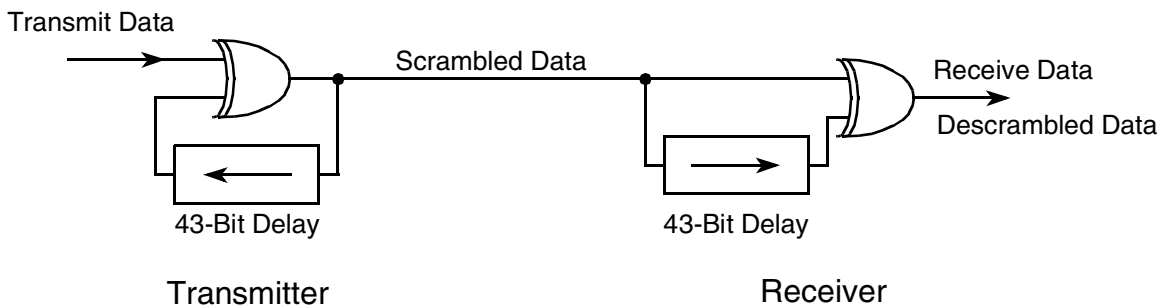 Transmit Data
Scrambled Data
Receive Data
Descrambled Data
43-Bit Delay
43-Bit Delay
Transmitter
Receiver